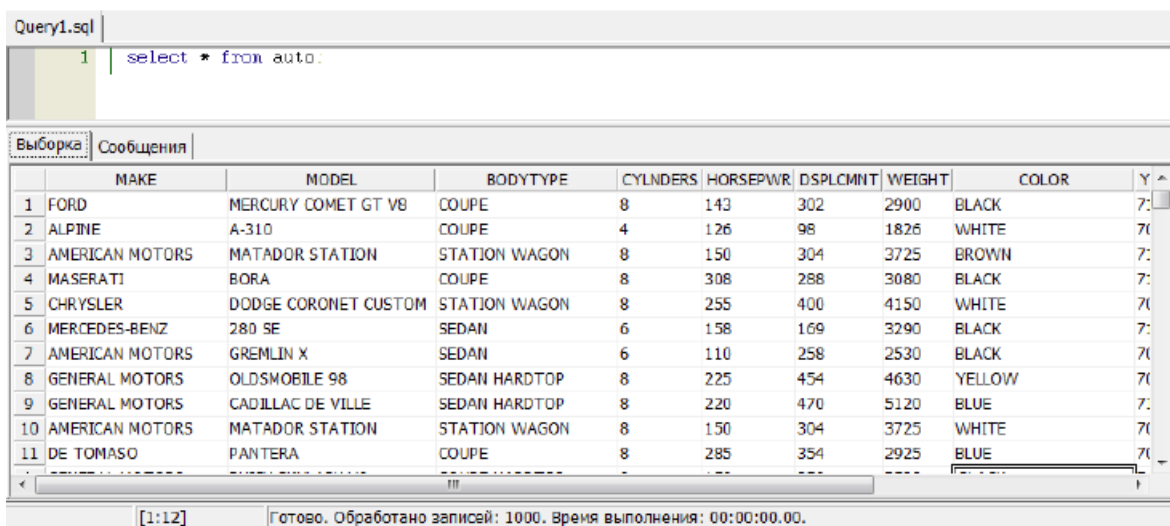 Query1.sql
1 select * from auto;
Выборка Сообщения
MAKE MODEL BODYTYPE CYLNDERS HORSEPWR DSPLCMNT WEIGHT COLOR Y
1 FORD MERCURY COMET GT V8 COUPE 8 143 302 2900 BLACK
2 ALPINE A-310 COUPE 4 126 98 1826 WHITE 70
3 AMERICAN MOTORS MATADOR STATION STATION WAGON 8 150 304 3725 BROWN
4 MASERATI BORA COUPE 8 308 288 3080 BLACK
5 CHRYSLER DODGE CORONET CUSTOM STATION WAGON 8 255 400 4150 WHITE 70
6 MERCEDES-BENZ 280 SE SEDAN 6 158 169 3290 BLACK
7 AMERICAN MOTORS GREMLIN X SEDAN 6 110 258 2530 BLACK 70
8 GENERAL MOTORS OLDSMOBILE 98 SEDAN HARDTOP 8 225 454 4630 YELLOW 70
9 GENERAL MOTORS CADILLAC DE VILLE SEDAN HARDTOP 8 220 470 5120 BLUE
10 AMERICAN MOTORS MATADOR STATION STATION WAGON 8 150 304 3725 WHITE 70
11 DE TOMASO PANTERA COUPE 8 285 354 2925 BLUE 70
[1:12] Готово. Обработано записей: 1000. Время выполнения: 00:00:00.00.